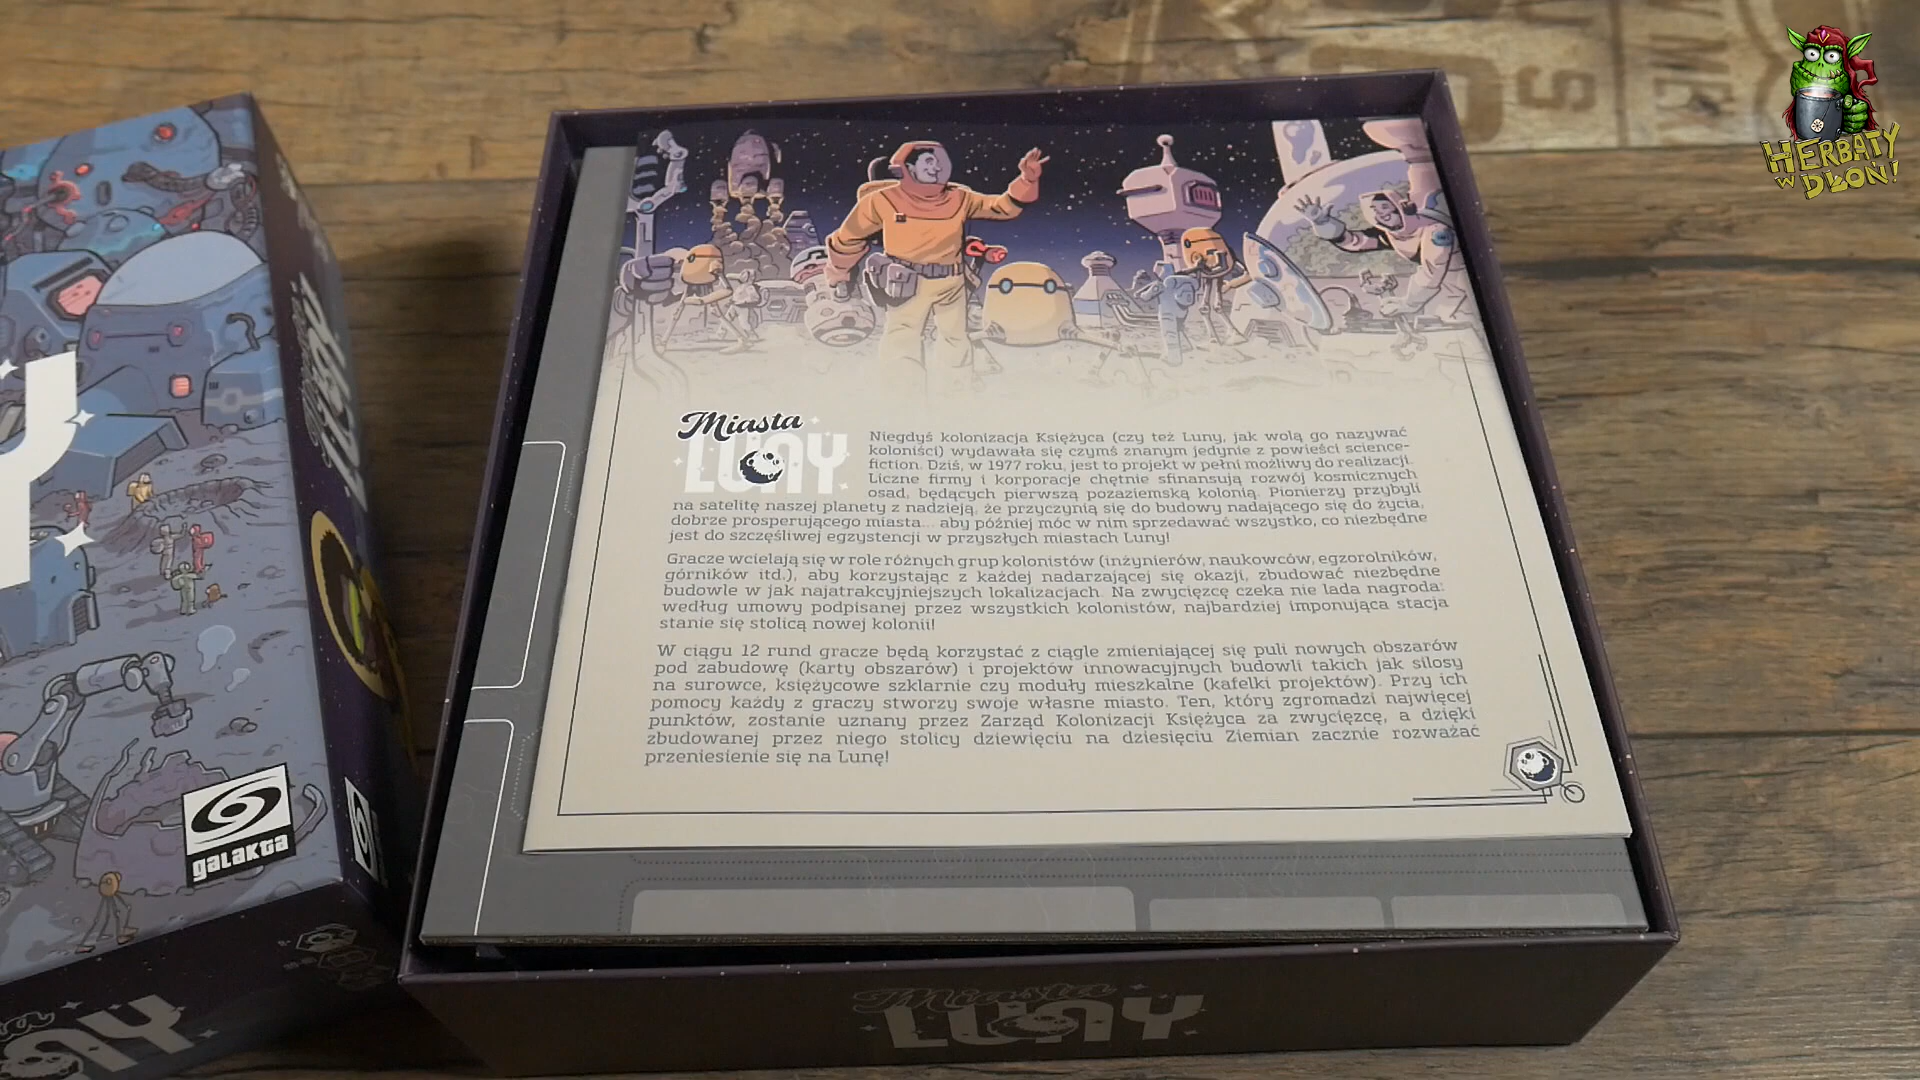 HERBATY
W DŁOŃ!
Miasta
LUNY
Niegdyś kolonizacja Księżyca (czy też Luny, jak wolą go nazywać
koloniści) wydawała się czymś znanym jedynie z powieści science-
fiction. Dziś, w 1977 roku, jest to projekt w pełni możliwy do realizacji.
Liczne firmy i korporacje chętnie sfinansują rozwój kosmicznych
osad, będących pierwszą pozaziemską kolonią. Pionierzy przybyli
na satelitę naszej planety z nadzieją, że przyczynią się do budowy nadającego się do życia,
dobrze prosperującego miasta... aby później móc w nim sprzedawać wszystko, co niezbędne
jest do szczęśliwej egzystencji w przyszłych miastach Luny!
Gracze wcielają się w role różnych grup kolonistów (inżynierów, naukowców, egzorolników,
górników itd.), aby korzystając z każdej nadarzającej się okazji, zbudować niezbędne
budowle w jak najatrakcyjniejszych lokalizacjach. Na zwycięzcę czeka nie lada nagroda:
według umowy podpisanej przez wszystkich kolonistów, najbardziej imponująca stacja
stanie się stolicą nowej kolonii!
W ciągu 12 rund gracze będą korzystać z ciągle zmieniającej się puli nowych obszarów
pod zabudowę (karty obszarów) i projektów innowacyjnych budowli takich jak silosy
na surowce, księżycowe szklarnie czy moduły mieszkalne (kafelki projektów). Przy ich
pomocy każdy z graczy stworzy swoje własne miasto. Ten, który zgromadzi najwięcej
punktów, zostanie uznany przez Zarząd Kolonizacji Księżyca za zwycięzcę, a dzięki
zbudowanej przez niego stolicy dziewięciu na dziesięciu Ziemian zacznie rozważać
przeniesienie się na Lunę!
galakta
Miasta
LUNY